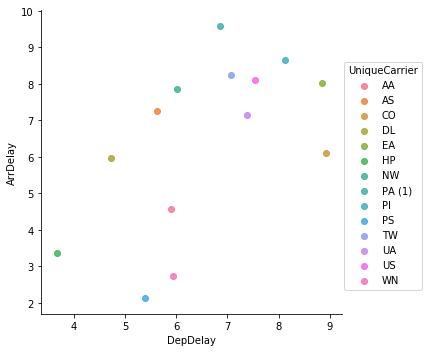 10
9
8
7
6
5
4
3
2
ArrDelay
4 5 6 7 8 9
DepDelay
UniqueCarrier
AA
AS
CO
DL
EA
HP
NW
PA (1)
PI
PS
TW
UA
US
WN